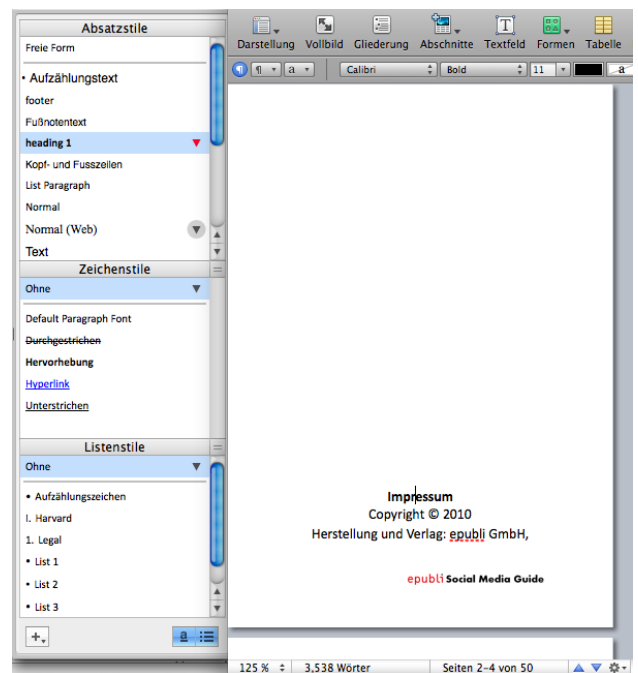 Absatzstile
Freie Form
• Aufzählungstext
footer
Fußnotentext
heading 1
Kopf- und Fusszeilen
List Paragraph
Normal
Normal (Web)
Text
Zeichenstile
Ohne
Default Paragraph Font
Durchgestrichen
Hervorhebung
Hyperlink
Unterstrichen
Listenstile
Ohne
• Aufzählungszeichen
I. Harvard
1. Legal
• List 1
• List 2
• List 3
a
Darstellung Vollbild Gliederung Abschnitte Textfeld Formen Tabelle
¶ ¶ a Calibri Bold 11 a
Impressum
Copyright © 2010
Herstellung und Verlag: epubli GmbH,
epubli Social Media Guide
125 % 3,538 Wörter Seiten 2–4 von 50